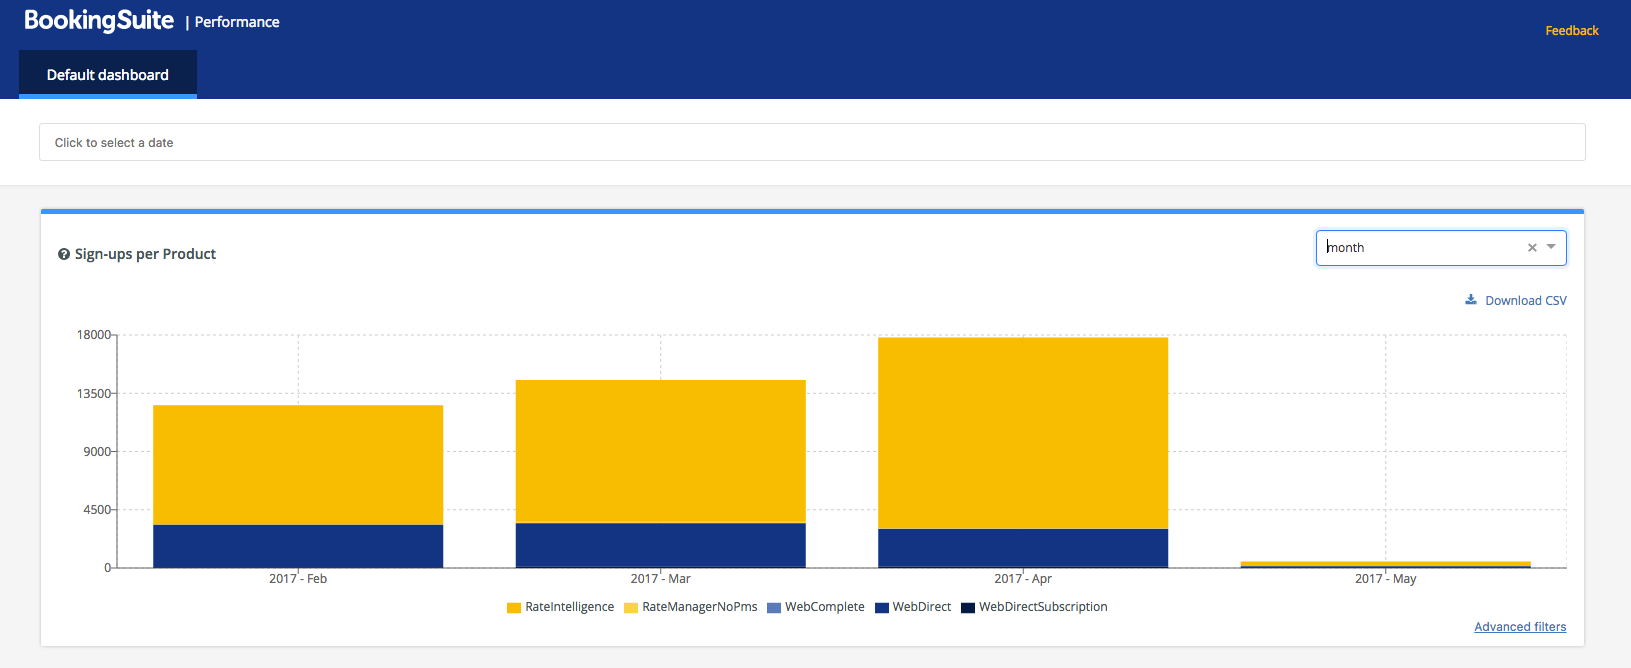 BookingSuite | Performance
Feedback
Default dashboard
Click to select a date
Sign-ups per Product
month
Download CSV
18000
13500
9000
4500
0
2017 - Feb 2017 - Mar 2017 - Apr 2017 - May
RateIntelligence RateManagerNoPms WebComplete WebDirect WebDirectSubscription
Advanced filters